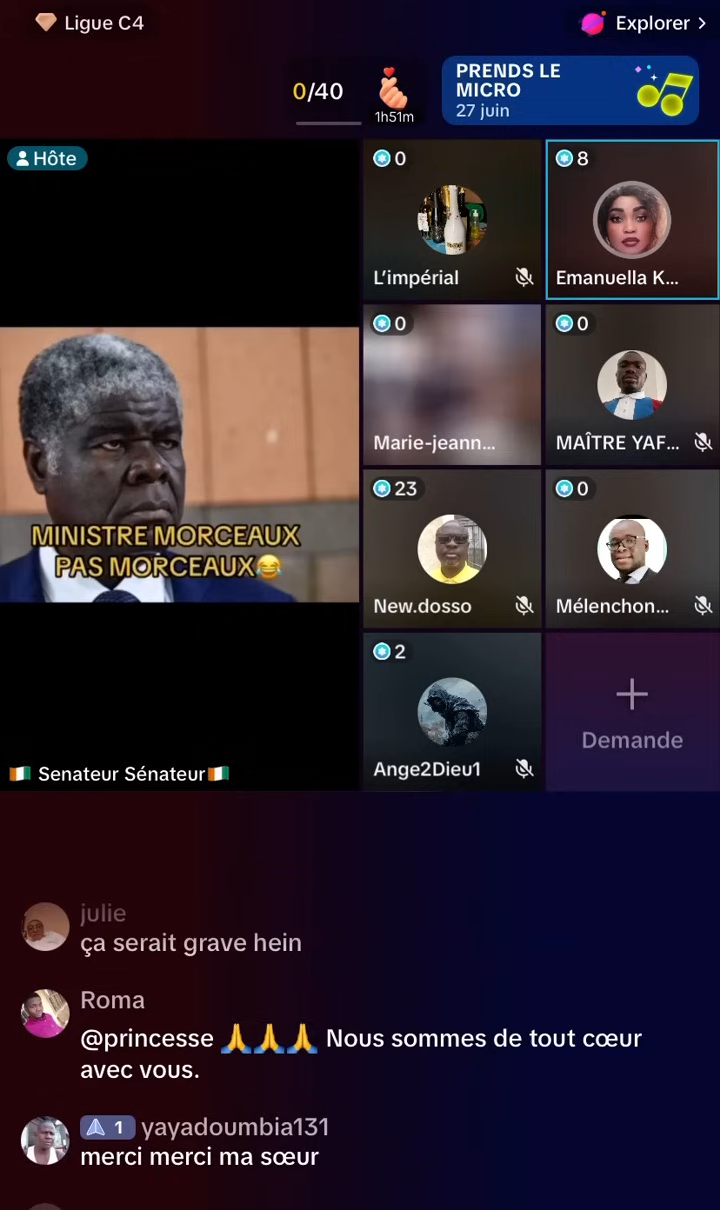 Ligue C4
Explorer >
0/40
1h51m
PRENDS LE
MICRO
27 juin
Hôte
0
L'impérial
8
Emanuella K...
0
Marie-jeann...
0
MAÎTRE YAF...
MINISTRE MORCEAUX
PAS MORCEAUX😂
23
New.dosso
0
Mélenchon...
2
Ange2Dieu1
+
Demande
🇨🇮 Senateur Sénateur🇨🇮
julie
ça serait grave hein
Roma
@princesse 🙏🙏🙏 Nous sommes de tout cœur
avec vous.
1 yayadoumbia131
merci merci ma sœur